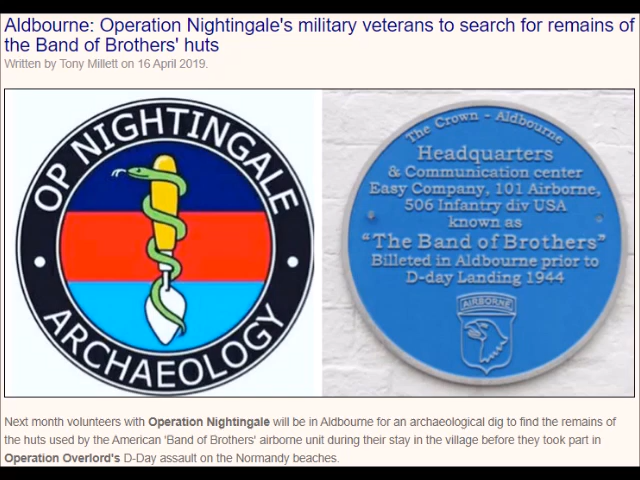 Aldbourne: Operation Nightingale's military veterans to search for remains of
the Band of Brothers' huts
Written by Tony Millett on 16 April 2019.
OP NIGHTINGALE
ARCHAEOLOGY
The Crown - Aldbourne
Headquarters
& Communication center
Easy Company, 101 Airborne,
506 Infantry div USA
known as
"The Band of Brothers"
Billeted in Aldbourne prior to
D-day Landing 1944
AIRBORNE
Next month volunteers with Operation Nightingale will be in Aldbourne for an archaeological dig to find the remains of
the huts used by the American 'Band of Brothers' airborne unit during their stay in the village before they took part in
Operation Overlord's D-Day assault on the Normandy beaches.